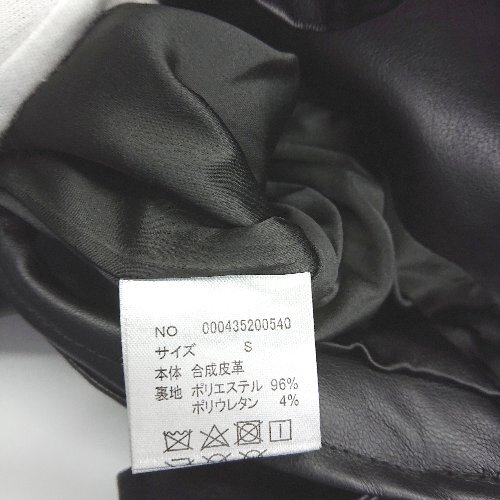 NO 000435200540
サイズ S
本体 合成皮革
裏地 ポリエステル 96%
ポリウレタン 4%